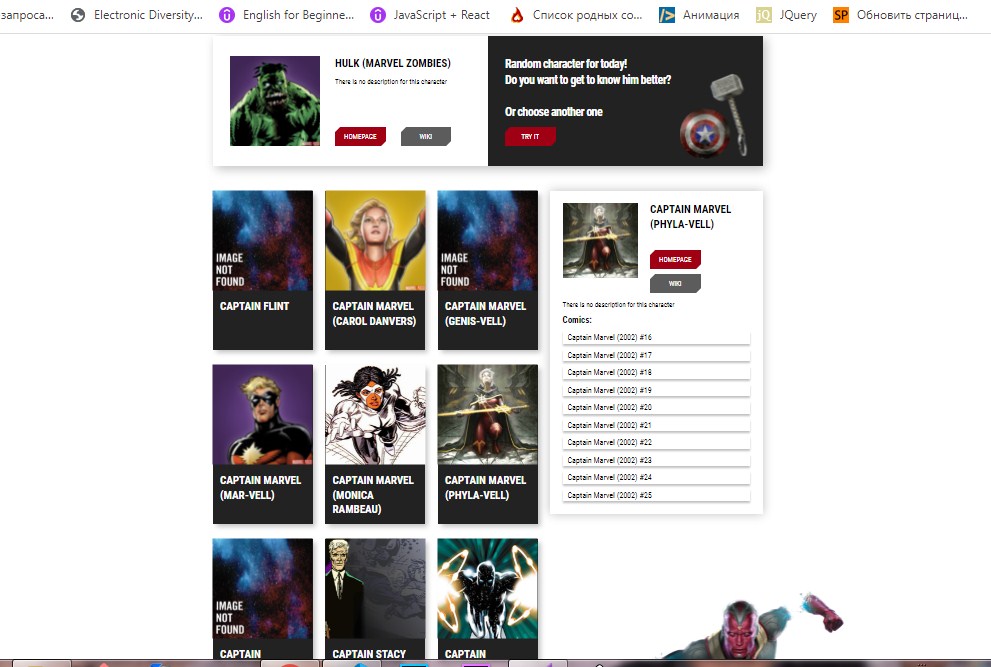 запроса...
Electronic Diversity...
English for Beginne...
JavaScript + React
Список родных со...
Анимация
jQ
JQuery
SP
Обновить страниц...
HULK (MARVEL ZOMBIES)
There is no description for this character
HOMEPAGE
WIKI
Random character for today!
Do you want to get to know him better?
Or choose another one
TRY IT
IMAGE
NOT
FOUND
CAPTAIN FLINT
CAPTAIN MARVEL
(CAROL DANVERS)
IMAGE
NOT
FOUND
CAPTAIN MARVEL
(GENIS-VELL)
CAPTAIN MARVEL
(MAR-VELL)
CAPTAIN MARVEL
(MONICA
RAMBEAU)
CAPTAIN MARVEL
(PHYLA-VELL)
IMAGE
NOT
FOUND
CAPTAIN
CAPTAIN STACY
CAPTAIN
CAPTAIN MARVEL
(PHYLA-VELL)
HOMEPAGE
WIKI
There is no description for this character
Comics:
Captain Marvel (2002) #16
Captain Marvel (2002) #17
Captain Marvel (2002) #18
Captain Marvel (2002) #19
Captain Marvel (2002) #20
Captain Marvel (2002) #21
Captain Marvel (2002) #22
Captain Marvel (2002) #23
Captain Marvel (2002) #24
Captain Marvel (2002) #25